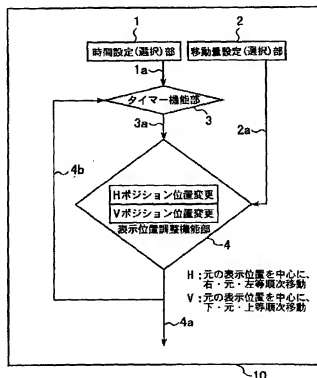 1
2
時間設定(選択)部
移動量設定(選択)部
1a
タイマー機能部
3
3a
2a
4b
Hポジション位置変更
Vポジション位置変更
表示位置調整機能部
4
H：元の表示位置を中心に、
右・元・左等順次移動
V：元の表示位置を中心に、
下・元・上等順次移動
4a
10